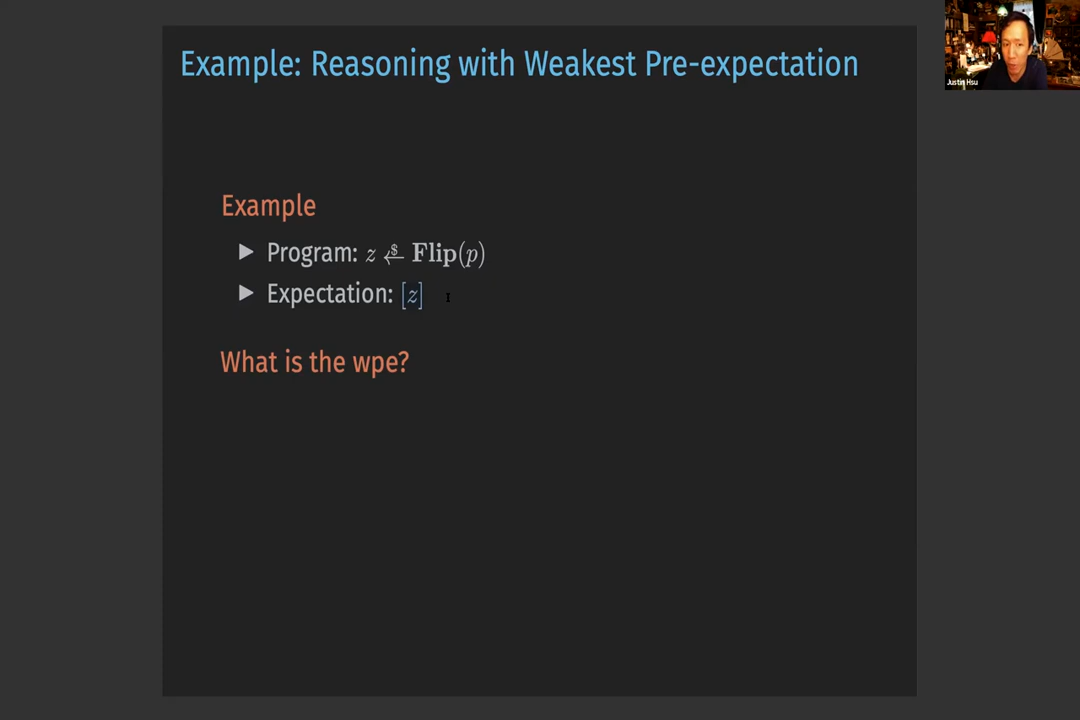 Example: Reasoning with Weakest Pre-expectation
Justin Hsu
Example
▶ Program: z ←$ Flip(p)
▶ Expectation: [z]
What is the wpe?